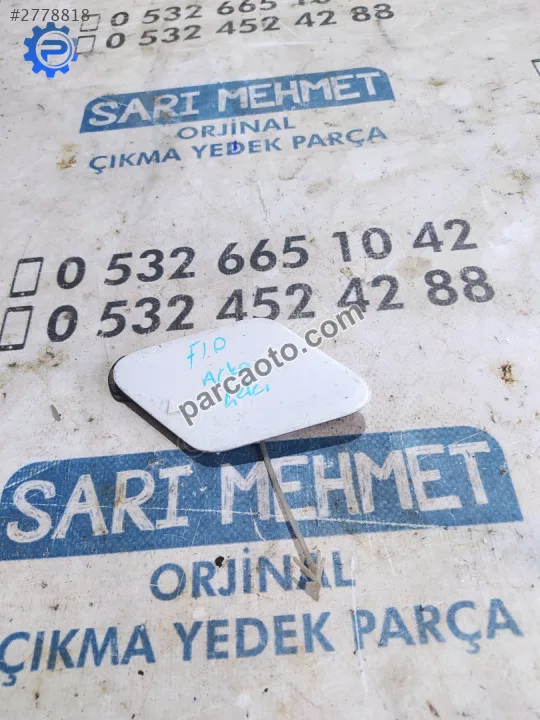 #2778818
0 532 665 10 42
0 532 452 42 88
SARI MEHMET
ORJİNAL
ÇIKMA YEDEK PARÇA
0 532 665 10 42
0 532 452 42 88
F10
parcaoto.com
SARI MEHMET
ORJİNAL
ÇIKMA YEDEK PARÇA